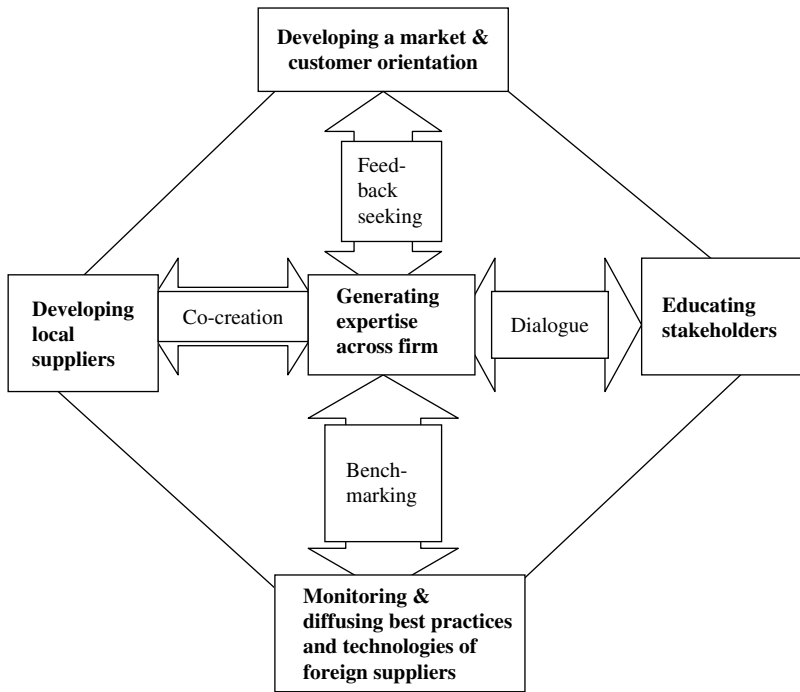 Developing a market &
customer orientation
Feed-
back
seeking
Developing
local
suppliers
Co-creation
Generating
expertise
across firm
Dialogue
Educating
stakeholders
Bench-
marking
Monitoring &
diffusing best practices
and technologies of
foreign suppliers